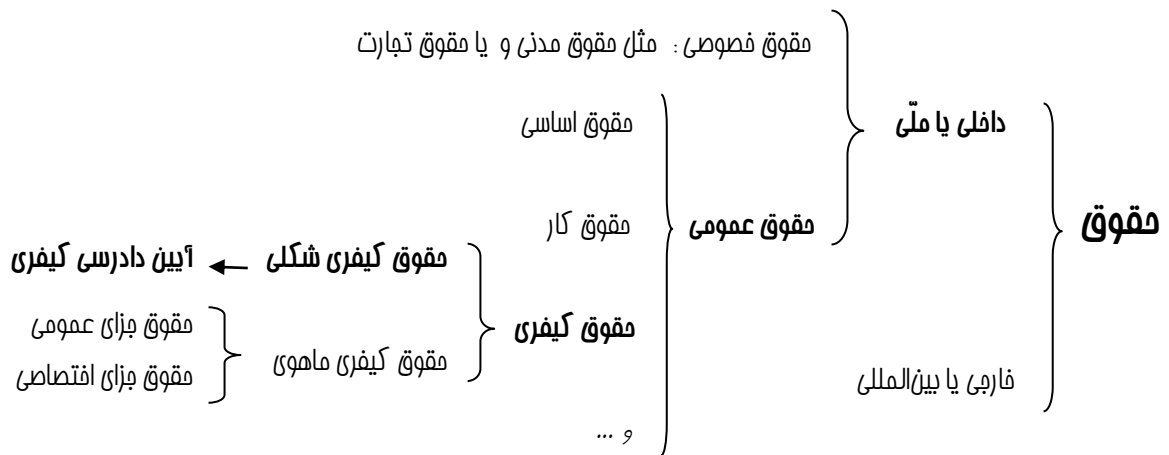 حقوق خصوصی : مثل حقوق مدنی و یا حقوق تجارت
داخلی یا ملّی
حقوق اساسی
حقوق
حقوق عمومی
حقوق کار
حقوق کیفری شکلی
آیین دادرسی کیفری
حقوق کیفری
حقوق جزای عمومی
حقوق کیفری ماهوی
حقوق جزای اختصاصی
خارجی یا بین‌المللی
و ...